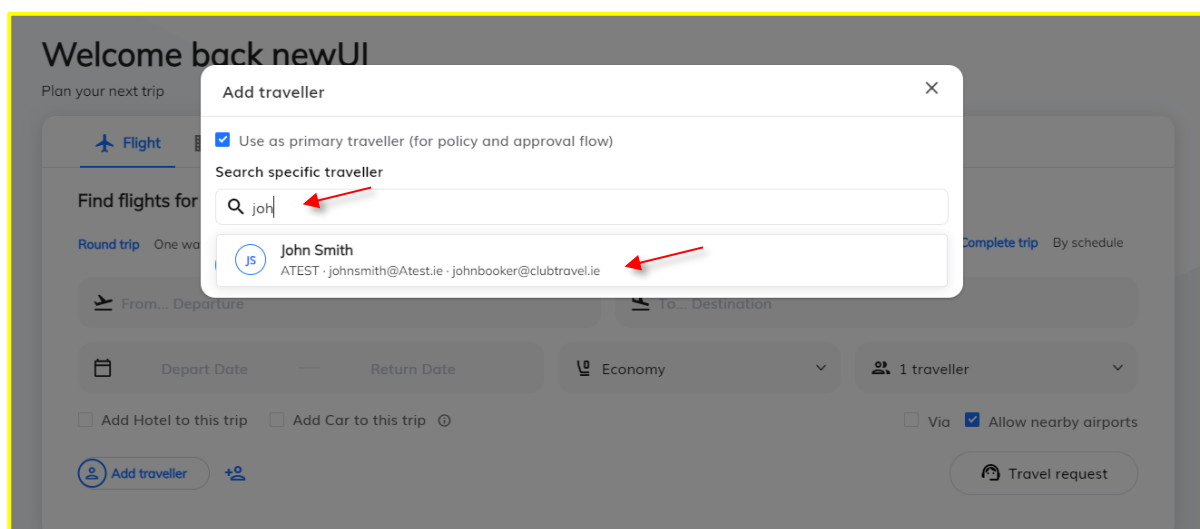 Welcome back newUI
Plan your next trip
Add traveller
Flight
Use as primary traveller (for policy and approval flow)
Search specific traveller
Find flights for
joh
Round trip One wa
Complete trip By schedule
JS
John Smith
ATEST · johnsmith@Atest.ie · johnbooker@clubtravel.ie
From... Departure
To... Destination
Depart Date
Return Date
Economy
1 traveller
Add Hotel to this trip
Add Car to this trip
Via
Allow nearby airports
Add traveller
Travel request